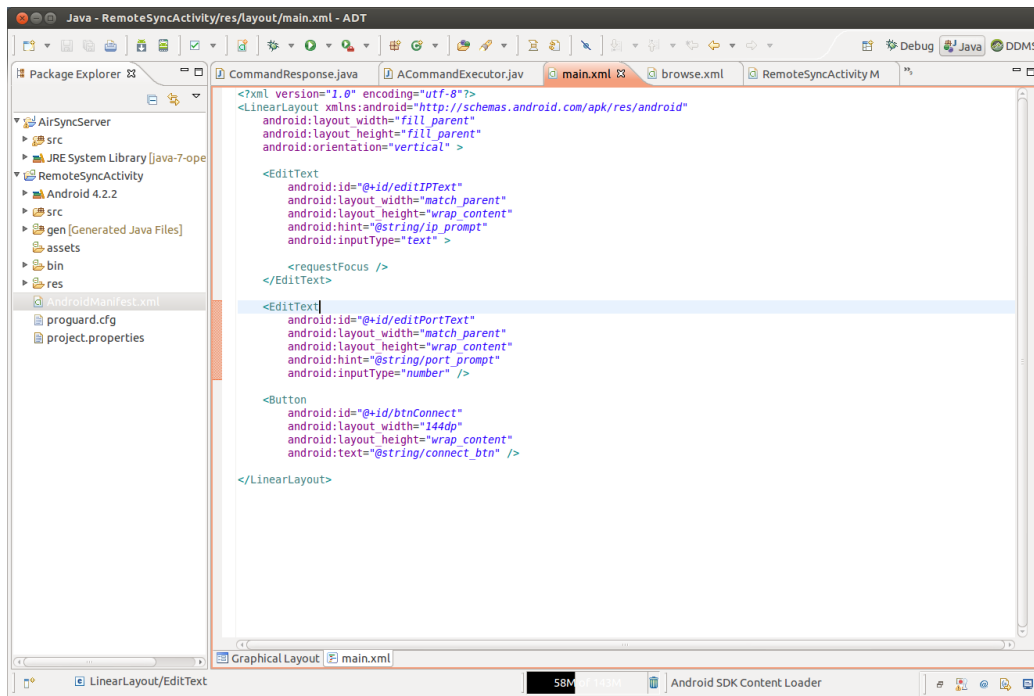 Java - RemoteSyncActivity/res/layout/main.xml - ADT
Debug Java DDMS
Package Explorer
CommandResponse.java ACommandExecutor.jav main.xml browse.xml RemoteSyncActivity M
AirSyncServer
src
JRE System Library [java-7-ope
RemoteSyncActivity
Android 4.2.2
src
gen [Generated Java Files]
assets
bin
res
AndroidManifest.xml
proguard.cfg
project.properties
<?xml version="1.0" encoding="utf-8"?>
<LinearLayout xmlns:android="http://schemas.android.com/apk/res/android"
android:layout_width="fill_parent"
android:layout_height="fill_parent"
android:orientation="vertical" >
<EditText
android:id="@+id/editIPText"
android:layout_width="match_parent"
android:layout_height="wrap_content"
android:hint="@string/ip_prompt"
android:inputType="text" >
<requestFocus />
</EditText>
<EditText
android:id="@+id/editPortText"
android:layout_width="match_parent"
android:layout_height="wrap_content"
android:hint="@string/port_prompt"
android:inputType="number" />
<Button
android:id="@+id/btnConnect"
android:layout_width="144dp"
android:layout_height="wrap_content"
android:text="@string/connect_btn" />
</LinearLayout>
Graphical Layout main.xml
LinearLayout/EditText
58M of 143M
Android SDK Content Loader